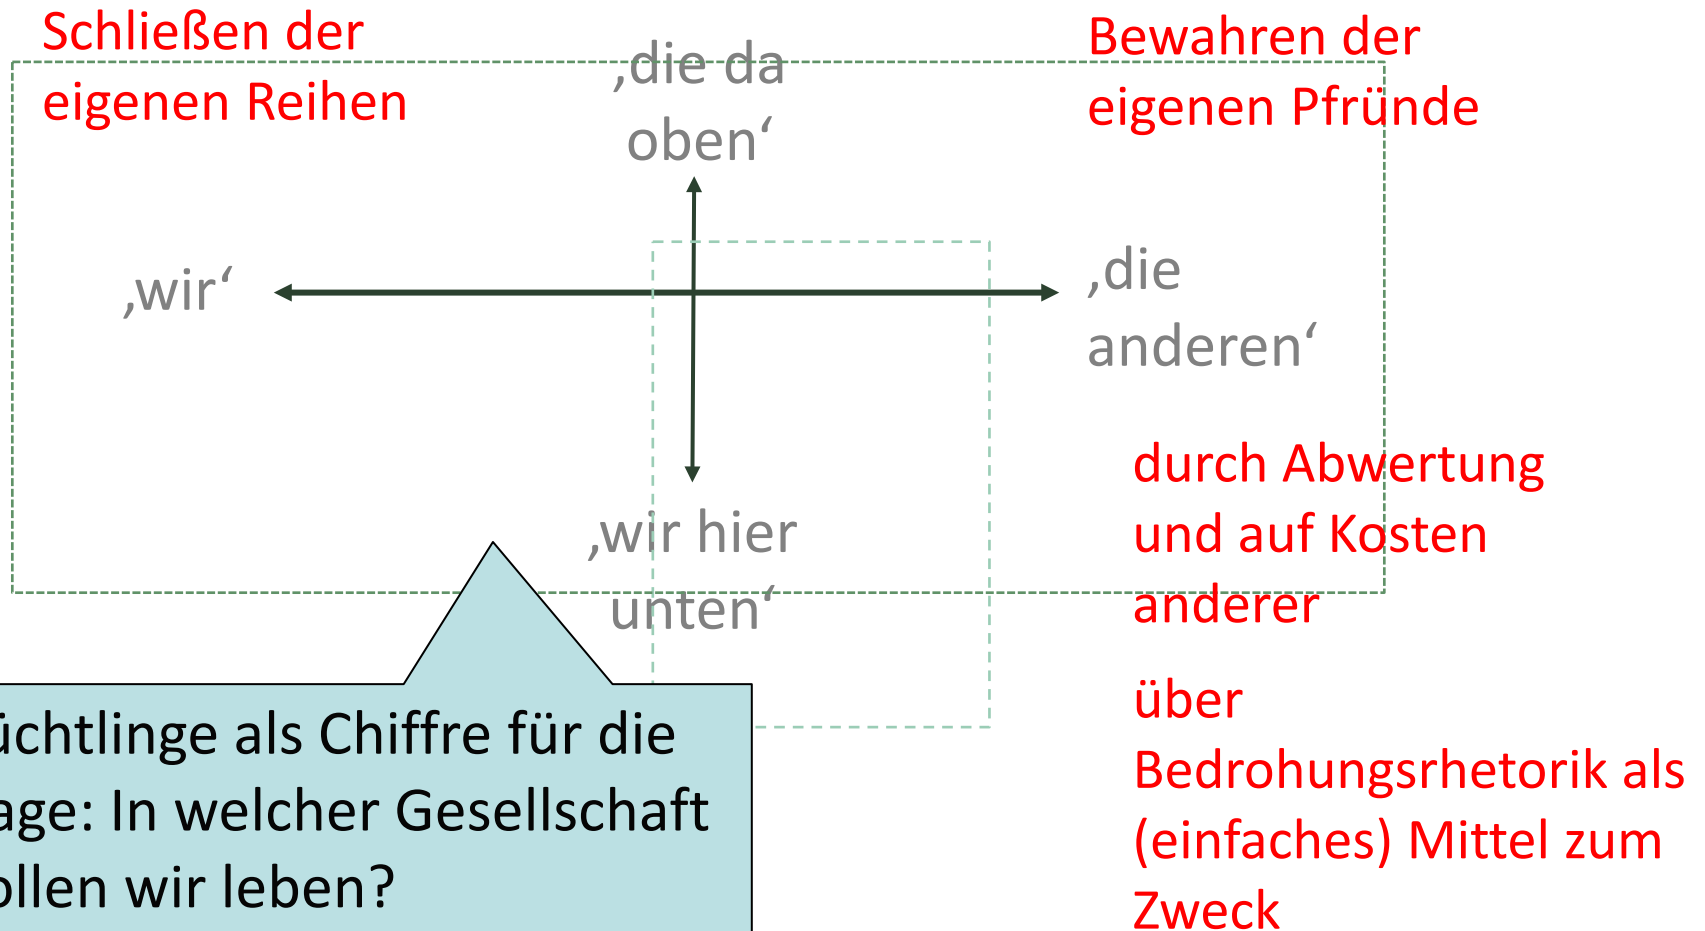 Schließen der
eigenen Reihen
‚die da
oben‘
Bewahren der
eigenen Pfründe
‚wir‘
‚die
anderen‘
‚wir hier
unten‘
durch Abwertung
und auf Kosten
anderer
über
Bedrohungsrhetorik als
(einfaches) Mittel zum
Zweck
üchtlinge als Chiffre für die
age: In welcher Gesellschaft
ollen wir leben?